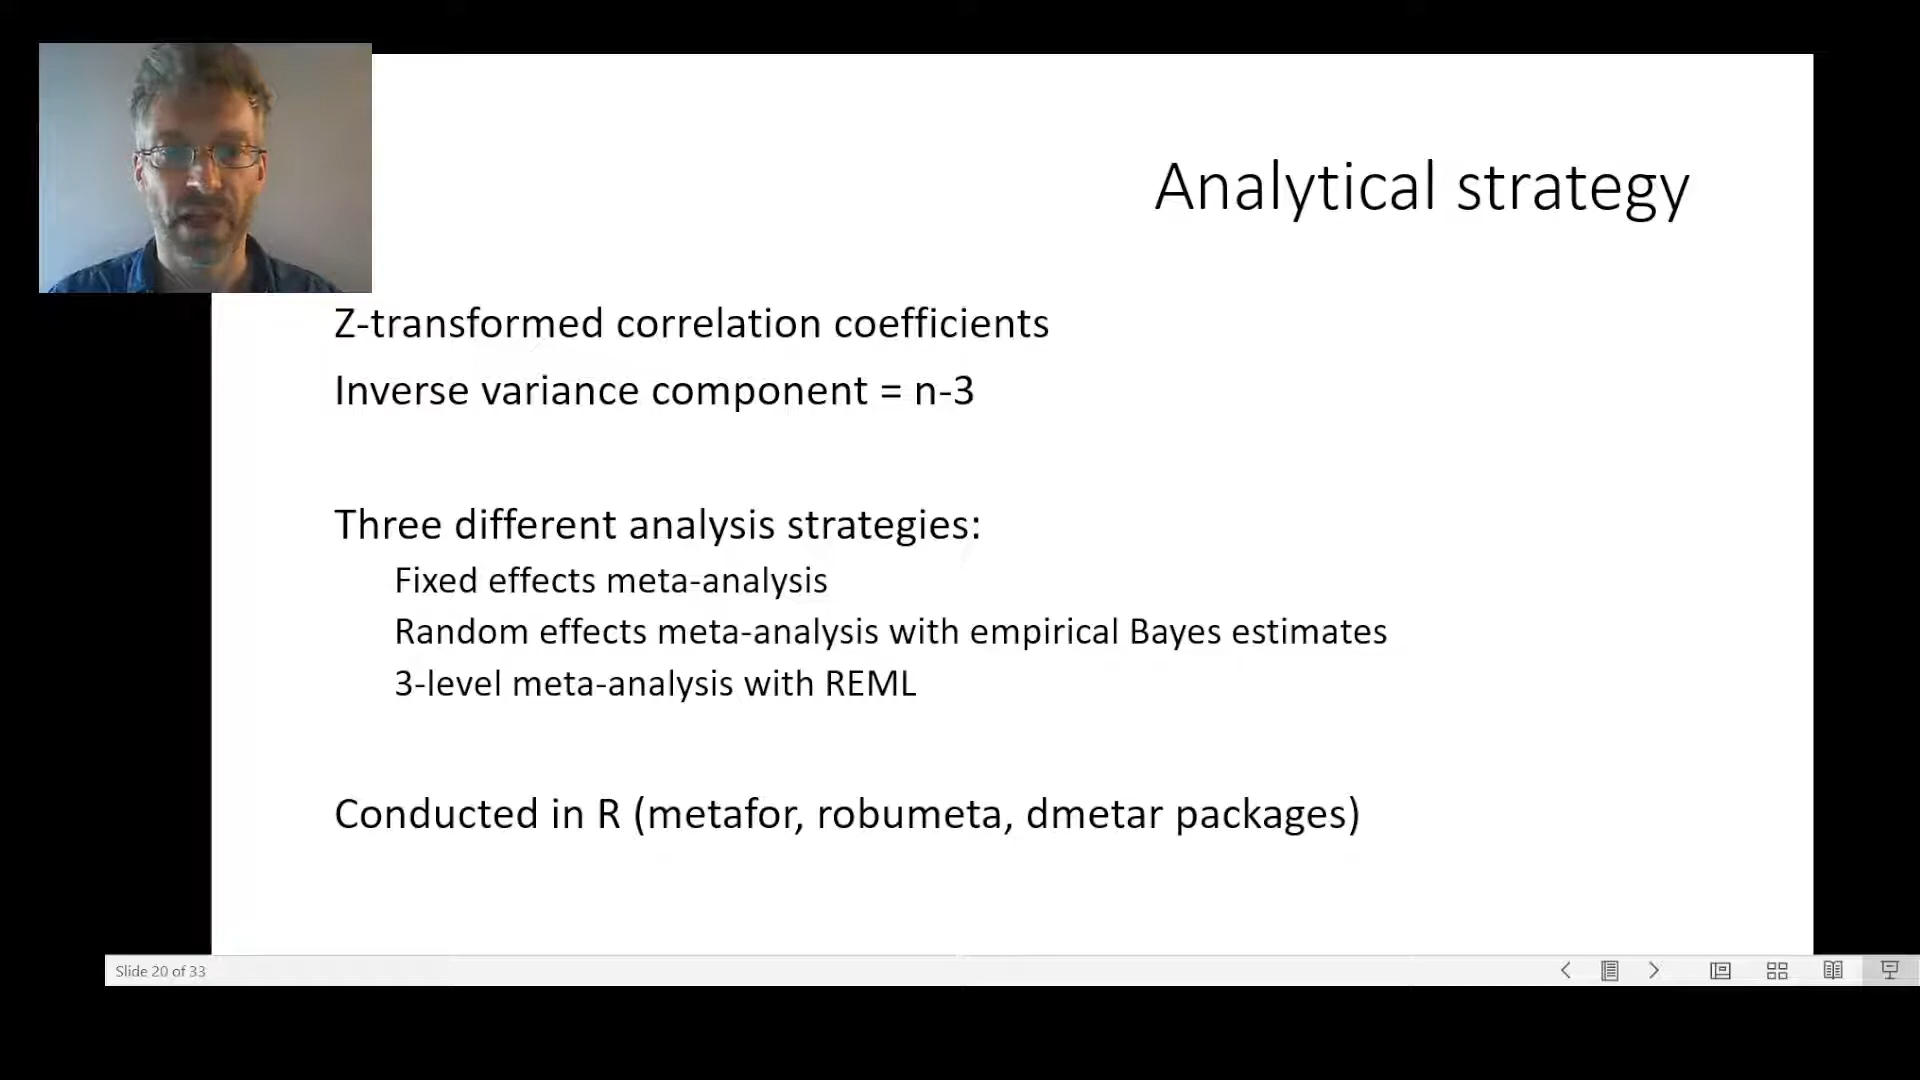 Analytical strategy
Z-transformed correlation coefficients
Inverse variance component = n-3
Three different analysis strategies:
Fixed effects meta-analysis
Random effects meta-analysis with empirical Bayes estimates
3-level meta-analysis with REML
Conducted in R (metafor, robumeta, dmetar packages)
Slide 20 of 33